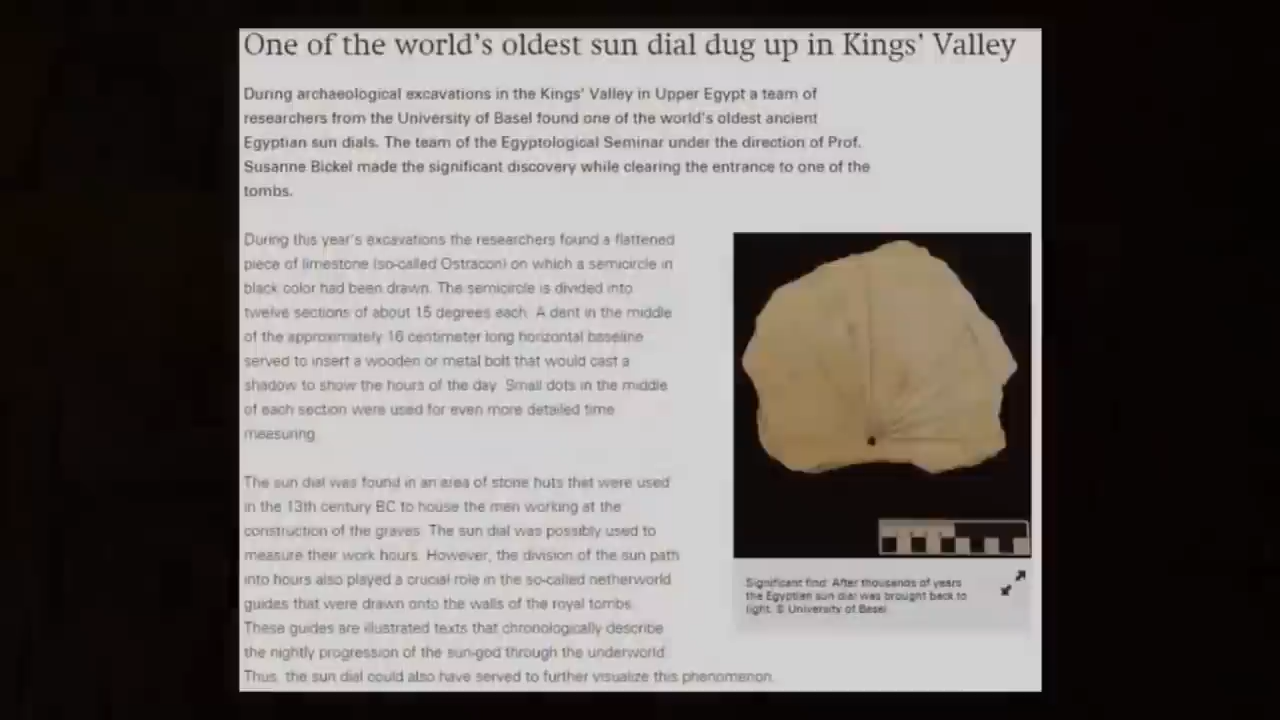 One of the world's oldest sun dial dug up in Kings' Valley
During archaeological excavations in the Kings' Valley in Upper Egypt a team of
researchers from the University of Basel found one of the world's oldest ancient
Egyptian sun dials. The team of the Egyptological Seminar under the direction of Prof.
Susanne Bickel made the significant discovery while clearing the entrance to one of the
tombs.
During this year's excavations the researchers found a flattened
piece of limestone (so-called Ostracon) on which a semicircle in
black color had been drawn. The semicircle is divided into
twelve sections of about 15 degrees each. A dent in the middle
of the approximately 16 centimeter long horizontal baseline
served to insert a wooden or metal bolt that would cast a
shadow to show the hours of the day. Small dots in the middle
of each section were used for even more detailed time
measuring.
The sun dial was found in an area of stone huts that were used
in the 13th century BC to house the men working at the
construction of the graves. The sun dial was possibly used to
measure their work hours. However, the division of the sun path
into hours also played a crucial role in the so-called netherworld
guides that were drawn onto the walls of the royal tombs.
These guides are illustrated texts that chronologically describe
the nightly progression of the sun-god through the underworld.
Thus, the sun dial could also have served to further visualize this phenomenon.
Significant find: After thousands of years
the Egyptian sun dial was brought back to
light. © University of Basel